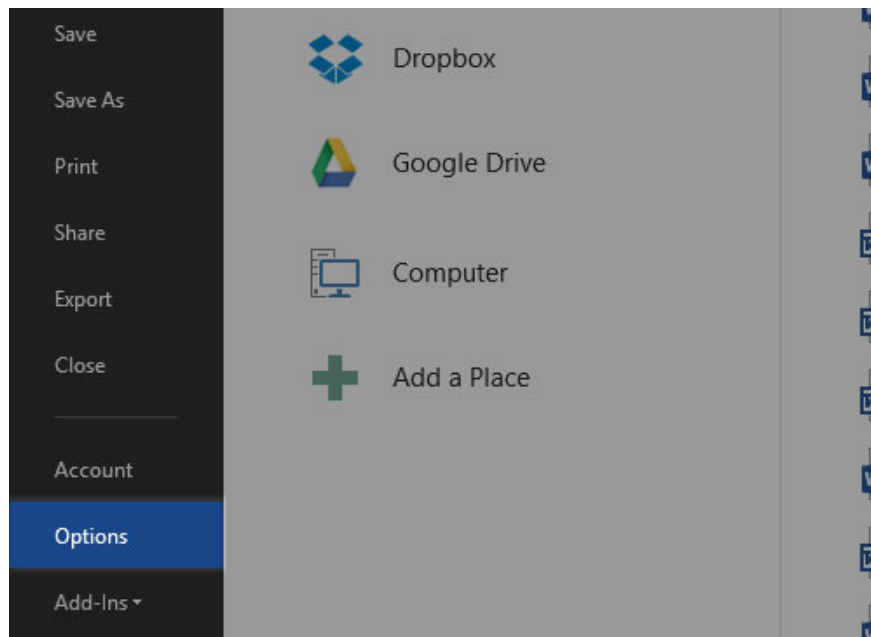 Save
Save As
Print
Share
Export
Close
Account
Options
Add-Ins
Dropbox
Google Drive
Computer
Add a Place